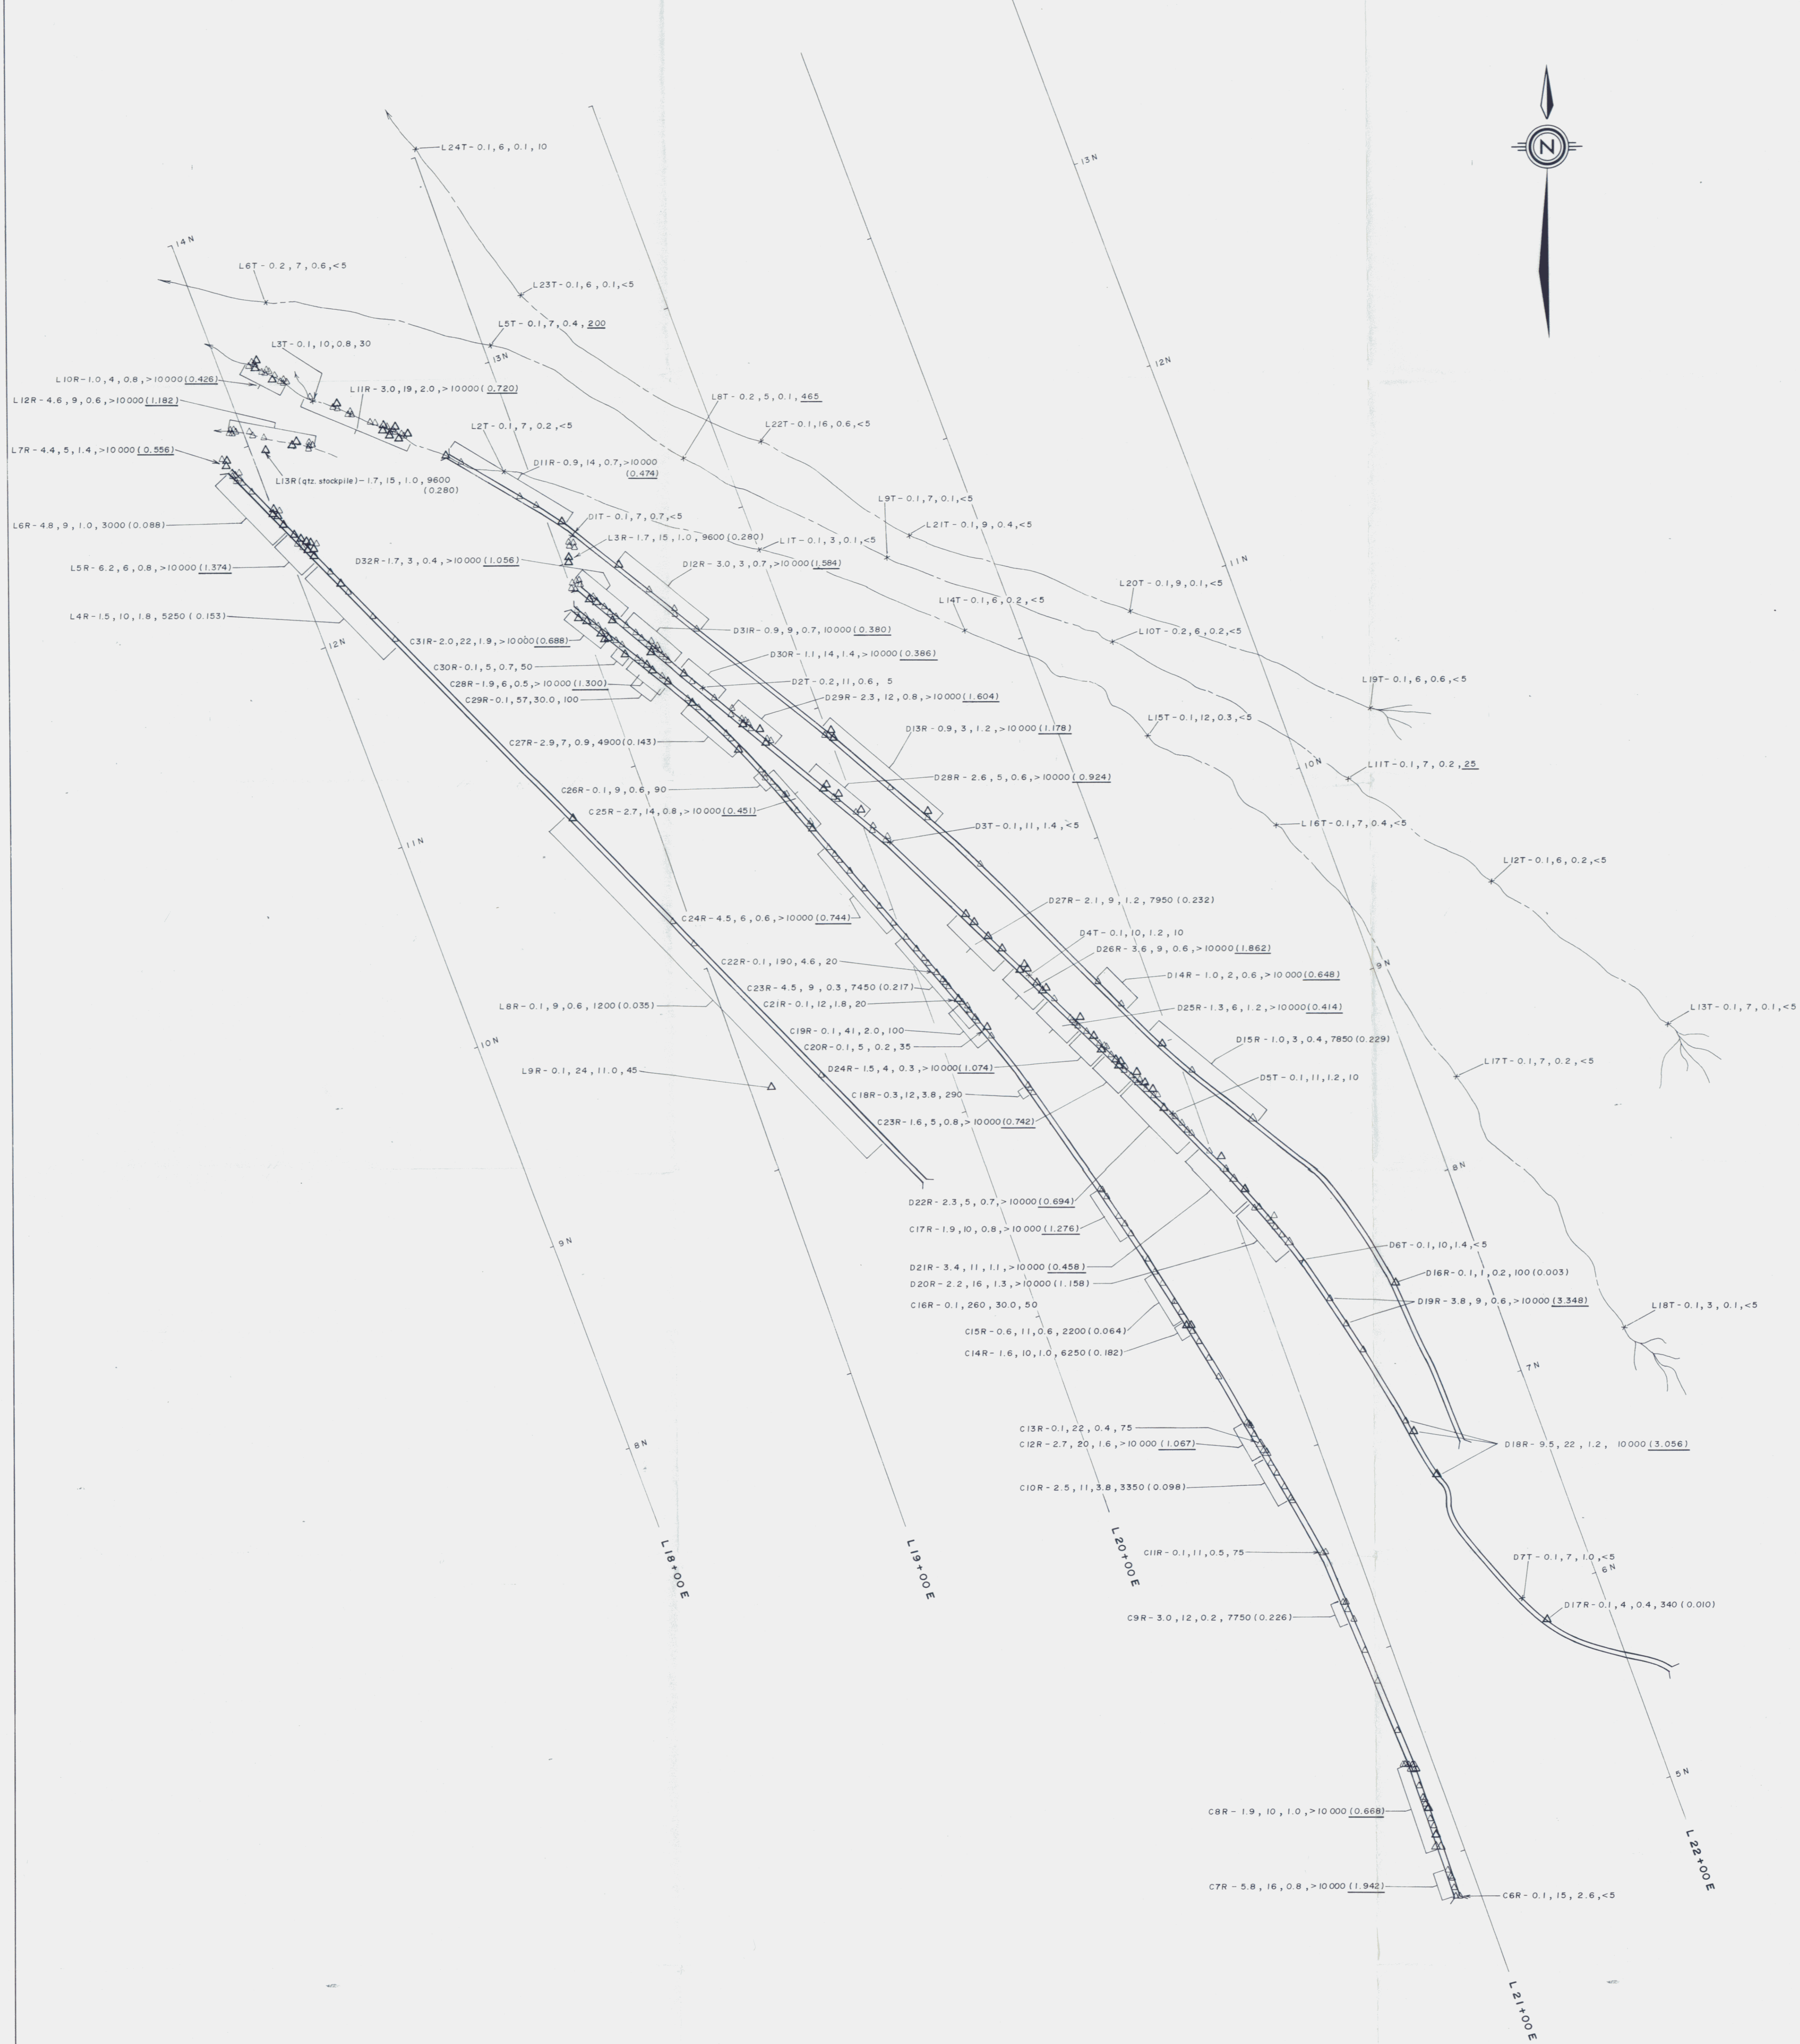 N
13 N
L24T-0.1, 6, 0.1, 10
14 N
L6T-0.2, 7, 0.6, <5
L23T-0.1, 6, 0.1, <5
L5T-0.1, 7, 0.4, 200
L3T-0.1, 10, 0.8, 30
13 N
12 N
L10R-1.0, 4, 0.8, >10000 (0.426)
L11R-3.0, 19, 2.0, >10000 (0.720)
L12R-4.6, 9, 0.6, >10000 (1.182)
L8T-0.2, 5, 0.1, 465
L2T-0.1, 7, 0.2, <5
L22T-0.1, 16, 0.6, <5
L7R-4.4, 5, 1.4, >10000 (0.556)
D11R-0.9, 14, 0.7, >10000
(0.474)
L13R (qtz. stockpile)-1.7, 15, 1.0, 9600
(0.280)
L9T-0.1, 7, 0.1, <5
D1T-0.1, 7, 0.7, <5
L21T-0.1, 9, 0.4, <5
L6R-4.8, 9, 1.0, 3000 (0.088)
L3R-1.7, 15, 1.0, 9600 (0.280)
L1T-0.1, 3, 0.1, <5
D32R-1.7, 3, 0.4, >10000 (1.056)
D12R-3.0, 3, 0.7, >10000 (1.584)
11 N
L5R-6.2, 6, 0.8, >10000 (1.374)
L20T-0.1, 9, 0.1, <5
L14T-0.1, 6, 0.2, <5
L4R-1.5, 10, 1.8, 5250 (0.153)
D31R-0.9, 9, 0.7, 10000 (0.380)
L10T-0.2, 6, 0.2, <5
C31R-2.0, 22, 1.9, >10000 (0.688)
12 N
D30R-1.1, 14, 1.4, >10000 (0.386)
C30R-0.1, 5, 0.7, 50
L19T-0.1, 6, 0.6, <5
C28R-1.9, 6, 0.5, >10000 (1.300)
D2T-0.2, 11, 0.6, 5
C29R-0.1, 57, 30.0, 100
D29R-2.3, 12, 0.8, >10000 (1.604)
L15T-0.1, 12, 0.3, <5
D13R-0.9, 3, 1.2, >10000 (1.178)
C27R-2.9, 7, 0.9, 4900 (0.143)
10 N
L11T-0.1, 7, 0.2, 25
D28R-2.6, 5, 0.6, >10000 (0.924)
C26R-0.1, 9, 0.6, 90
C25R-2.7, 14, 0.8, >10000 (0.451)
D3T-0.1, 11, 1.4, <5
L16T-0.1, 7, 0.4, <5
11 N
L12T-0.1, 6, 0.2, <5
D27R-2.1, 9, 1.2, 7950 (0.232)
C24R-4.5, 6, 0.6, >10000 (0.744)
D4T-0.1, 10, 1.2, 10
D26R-3.6, 9, 0.6, >10000 (1.862)
C22R-0.1, 190, 4.6, 20
9 N
D14R-1.0, 2, 0.6, >10000 (0.648)
C23R-4.5, 9, 0.3, 7450 (0.217)
L8R-0.1, 9, 0.6, 1200 (0.035)
C21R-0.1, 12, 1.8, 20
D25R-1.3, 6, 1.2, >10000 (0.414)
L13T-0.1, 7, 0.1, <5
C19R-0.1, 41, 2.0, 100
10 N
C20R-0.1, 5, 0.2, 35
D15R-1.0, 3, 0.4, 7850 (0.229)
L9R-0.1, 24, 11.0, 45
D24R-1.5, 4, 0.3, >10000 (1.074)
L17T-0.1, 7, 0.2, <5
D5T-0.1, 11, 1.2, 10
C18R-0.3, 12, 3.8, 290
C23R-1.6, 5, 0.8, >10000 (0.742)
8 N
D22R-2.3, 5, 0.7, >10000 (0.694)
C17R-1.9, 10, 0.8, >10000 (1.276)
9 N
D6T-0.1, 10, 1.4, <5
D21R-3.4, 11, 1.1, >10000 (0.458)
D16R-0.1, 1, 0.2, 100 (0.003)
D20R-2.2, 16, 1.3, >10000 (1.158)
D19R-3.8, 9, 0.6, >10000 (3.348)
C16R-0.1, 260, 30.0, 50
L18T-0.1, 3, 0.1, <5
C15R-0.6, 11, 0.6, 2200 (0.064)
C14R-1.6, 10, 1.0, 6250 (0.182)
7 N
C13R-0.1, 22, 0.4, 75
8 N
C12R-2.7, 20, 1.6, >10000 (1.067)
D18R-9.5, 22, 1.2, 10000 (3.056)
C10R-2.5, 11, 3.8, 3350 (0.098)
C11R-0.1, 11, 0.5, 75
D7T-0.1, 7, 1.0, <5
L18+00E
L19+00E
L20+00E
6 N
D17R-0.1, 4, 0.4, 340 (0.010)
C9R-3.0, 12, 0.2, 7750 (0.226)
5 N
C8R-1.9, 10, 1.0, >10000 (0.668)
L22+00E
C7R-5.8, 16, 0.8, >10000 (1.942)
C6R-0.1, 15, 2.6, <5
L21+00E